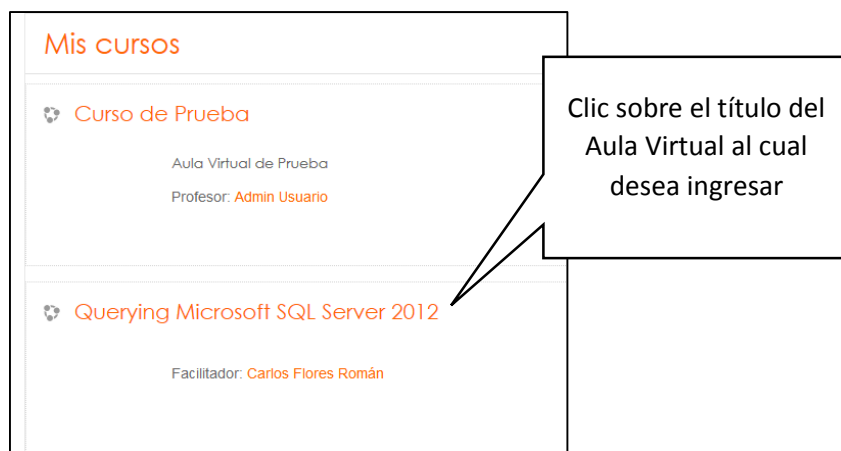 Mis cursos
Curso de Prueba
Aula Virtual de Prueba
Profesor: Admin Usuario
Clic sobre el título del
Aula Virtual al cual
desea ingresar
Querying Microsoft SQL Server 2012
Facilitador: Carlos Flores Román